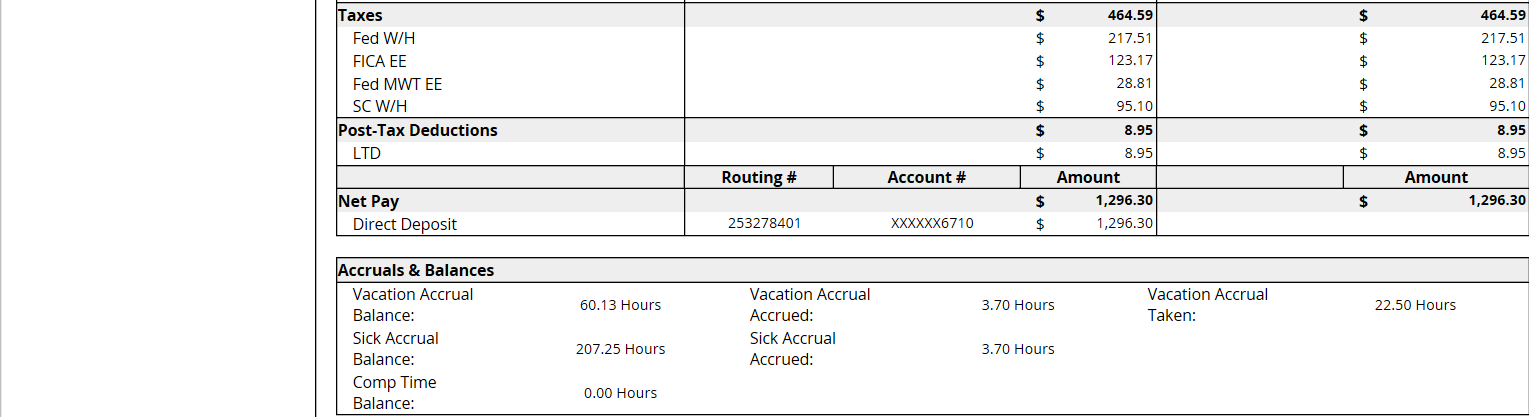 Taxes $ 464.59 $ 464.59
Fed W/H $ 217.51 $ 217.51
FICA EE $ 123.17 $ 123.17
Fed MWT EE $ 28.81 $ 28.81
SC W/H $ 95.10 $ 95.10
Post-Tax Deductions $ 8.95 $ 8.95
LTD $ 8.95 $ 8.95
Routing # Account # Amount Amount
Net Pay $ 1,296.30 $ 1,296.30
Direct Deposit 253278401 XXXXXX6710 $ 1,296.30
Accruals & Balances
Vacation Accrual Balance: 60.13 Hours Vacation Accrual Accrued: 3.70 Hours Vacation Accrual Taken: 22.50 Hours
Sick Accrual Balance: 207.25 Hours Sick Accrual Accrued: 3.70 Hours
Comp Time Balance: 0.00 Hours